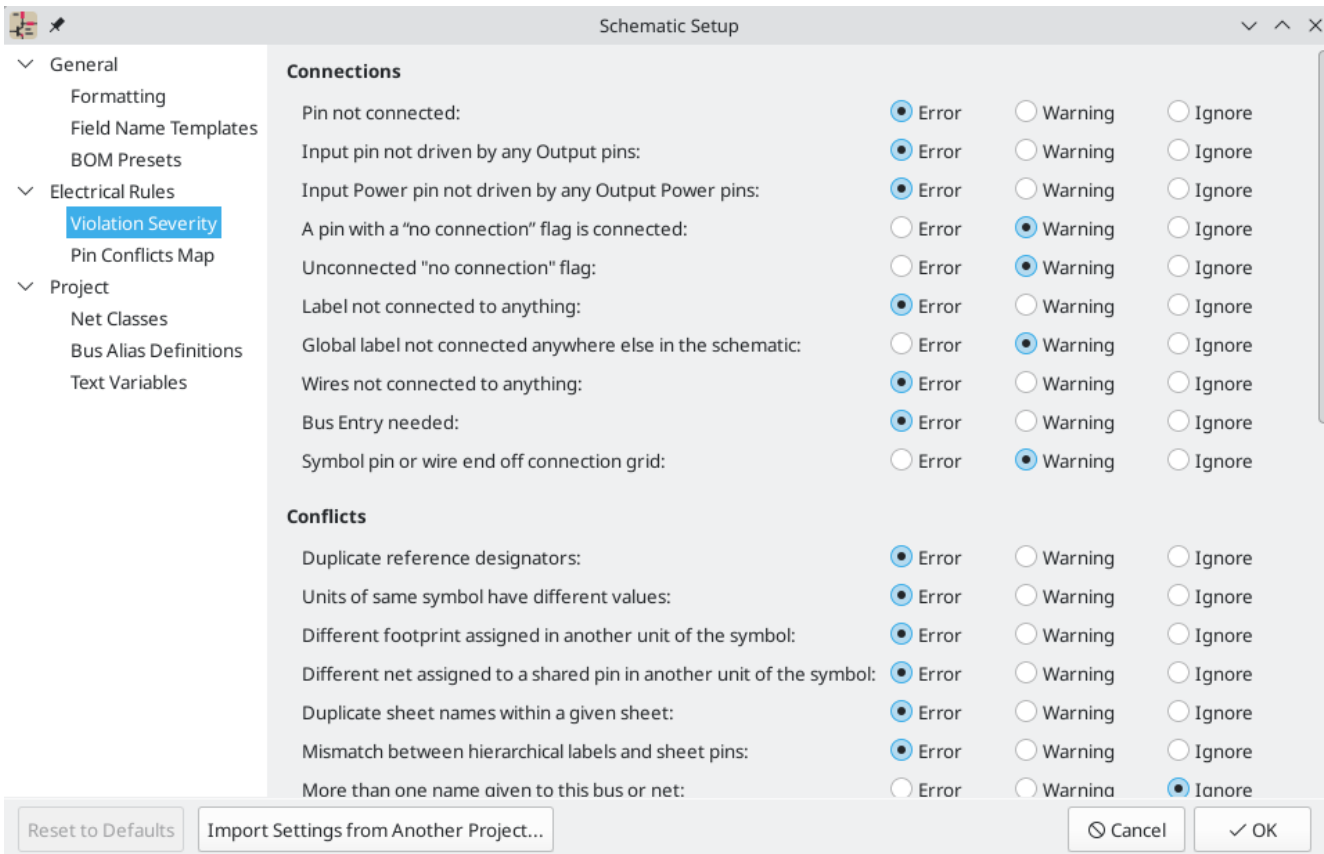 Schematic Setup
General
Formatting
Field Name Templates
BOM Presets
Electrical Rules
Violation Severity
Pin Conflicts Map
Project
Net Classes
Bus Alias Definitions
Text Variables
Connections
Pin not connected: Error Warning Ignore
Input pin not driven by any Output pins: Error Warning Ignore
Input Power pin not driven by any Output Power pins: Error Warning Ignore
A pin with a “no connection” flag is connected: Error Warning Ignore
Unconnected "no connection" flag: Error Warning Ignore
Label not connected to anything: Error Warning Ignore
Global label not connected anywhere else in the schematic: Error Warning Ignore
Wires not connected to anything: Error Warning Ignore
Bus Entry needed: Error Warning Ignore
Symbol pin or wire end off connection grid: Error Warning Ignore
Conflicts
Duplicate reference designators: Error Warning Ignore
Units of same symbol have different values: Error Warning Ignore
Different footprint assigned in another unit of the symbol: Error Warning Ignore
Different net assigned to a shared pin in another unit of the symbol: Error Warning Ignore
Duplicate sheet names within a given sheet: Error Warning Ignore
Mismatch between hierarchical labels and sheet pins: Error Warning Ignore
More than one name given to this bus or net: Error Warning Ignore
Reset to Defaults Import Settings from Another Project... Cancel OK